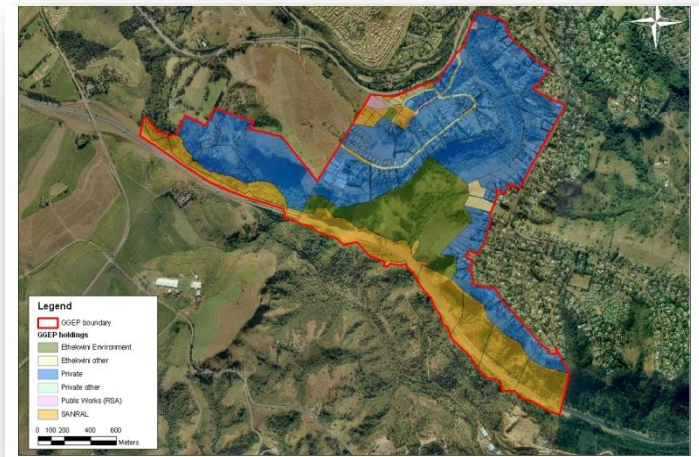 Legend
GGEP boundary
GGEP holdings
Ethekwini Environment
Ethekwini other
Private
Private other
Public Works (RSA)
SANRAL
0 100 200 400 600
Meters